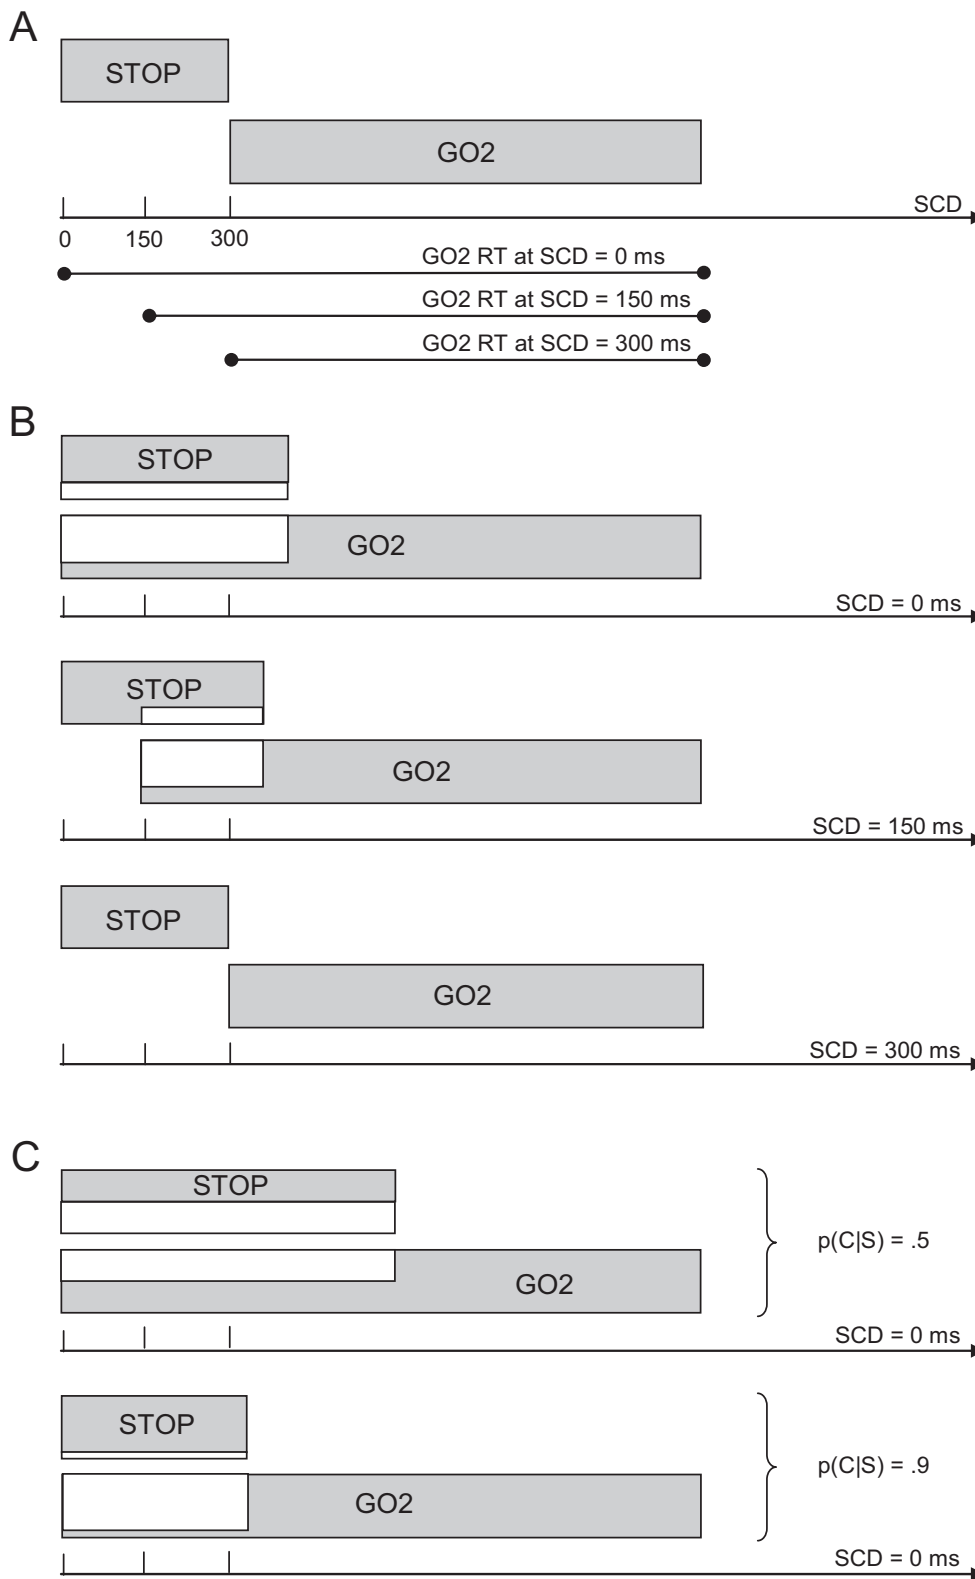 A
STOP
GO2
SCD
0 150 300
GO2 RT at SCD = 0 ms
GO2 RT at SCD = 150 ms
GO2 RT at SCD = 300 ms
B
STOP
GO2
SCD = 0 ms
STOP
GO2
SCD = 150 ms
STOP
GO2
SCD = 300 ms
C
STOP
p(C|S) = .5
GO2
SCD = 0 ms
STOP
p(C|S) = .9
GO2
SCD = 0 ms